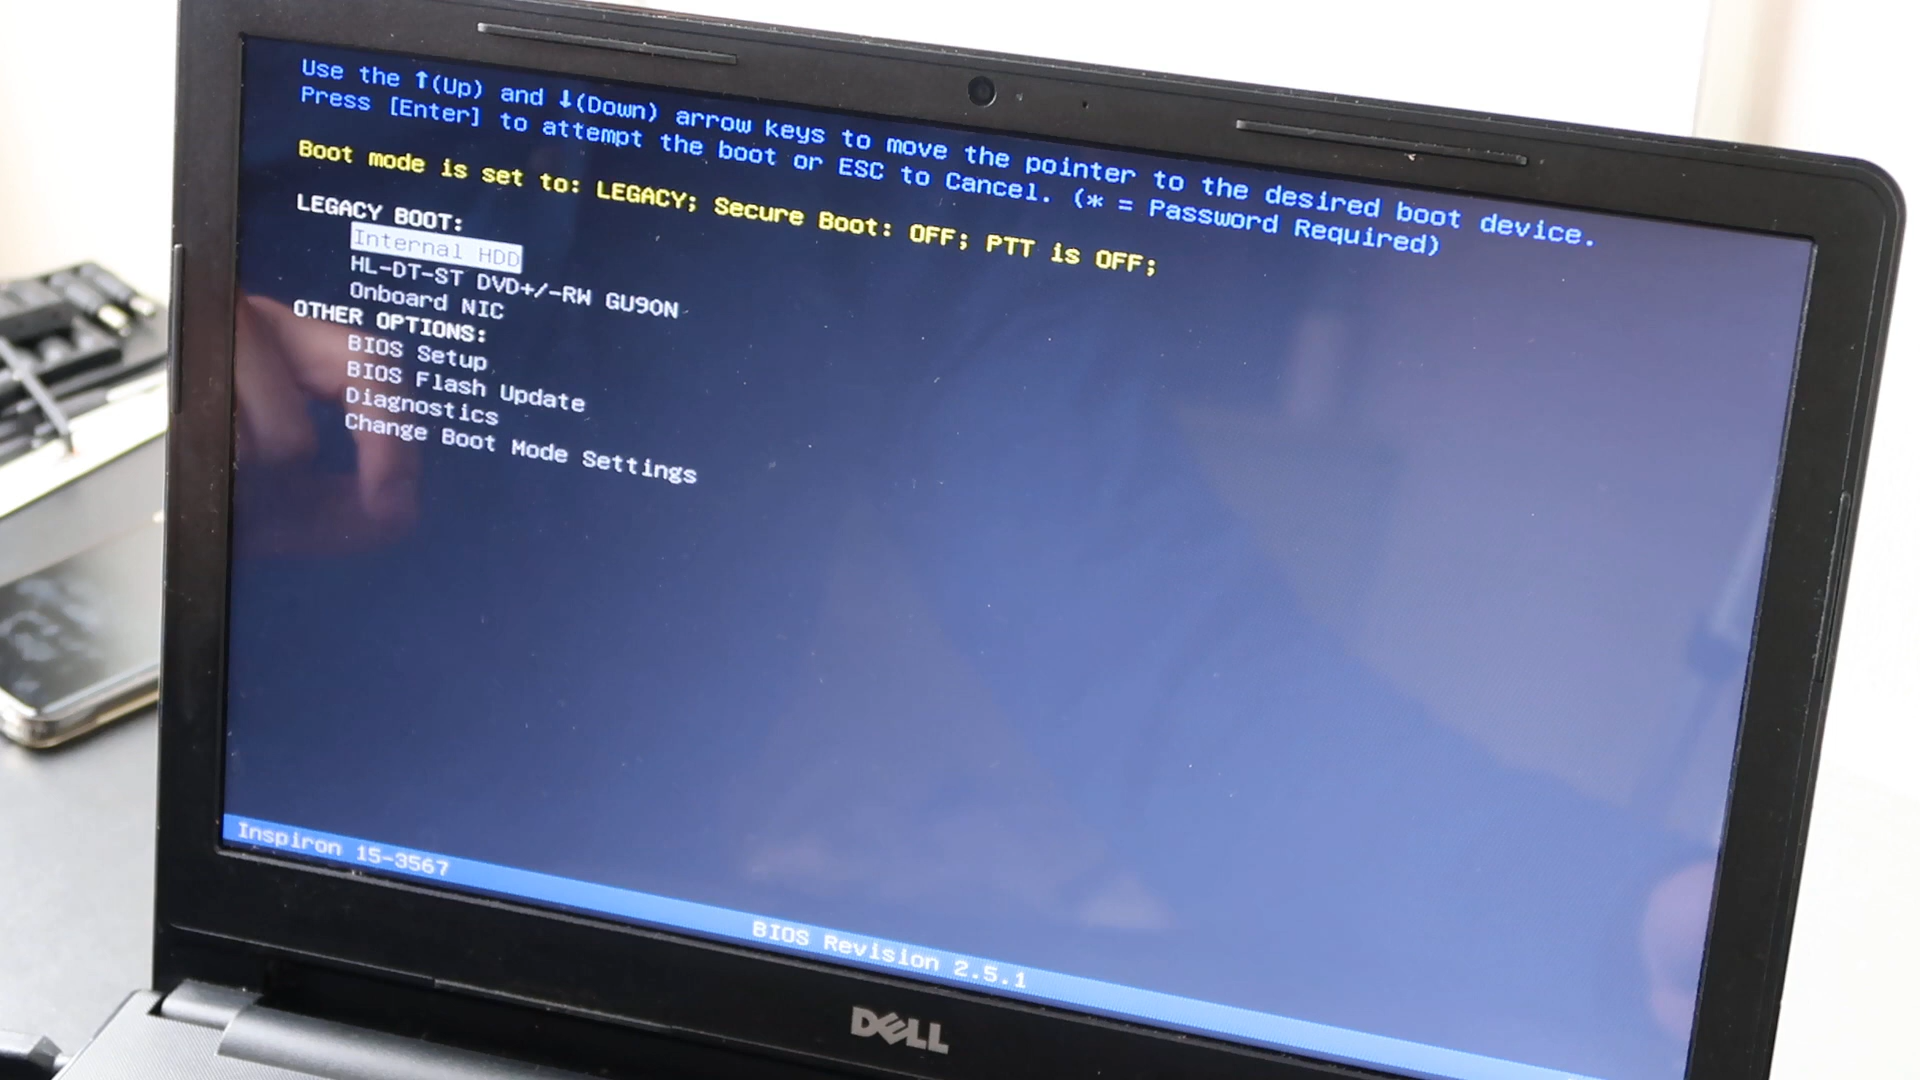 Use the ↑(Up) and ↓(Down) arrow keys to move the pointer to the desired boot device.
Press [Enter] to attempt the boot or ESC to Cancel. (* = Password Required)
Boot mode is set to: LEGACY; Secure Boot: OFF; PTT is OFF;
LEGACY BOOT:
Internal HDD
HL-DT-ST DVD+/-RW GU90N
Onboard NIC
OTHER OPTIONS:
BIOS Setup
BIOS Flash Update
Diagnostics
Change Boot Mode Settings
Inspiron 15-3567
BIOS Revision 2.5.1
DELL